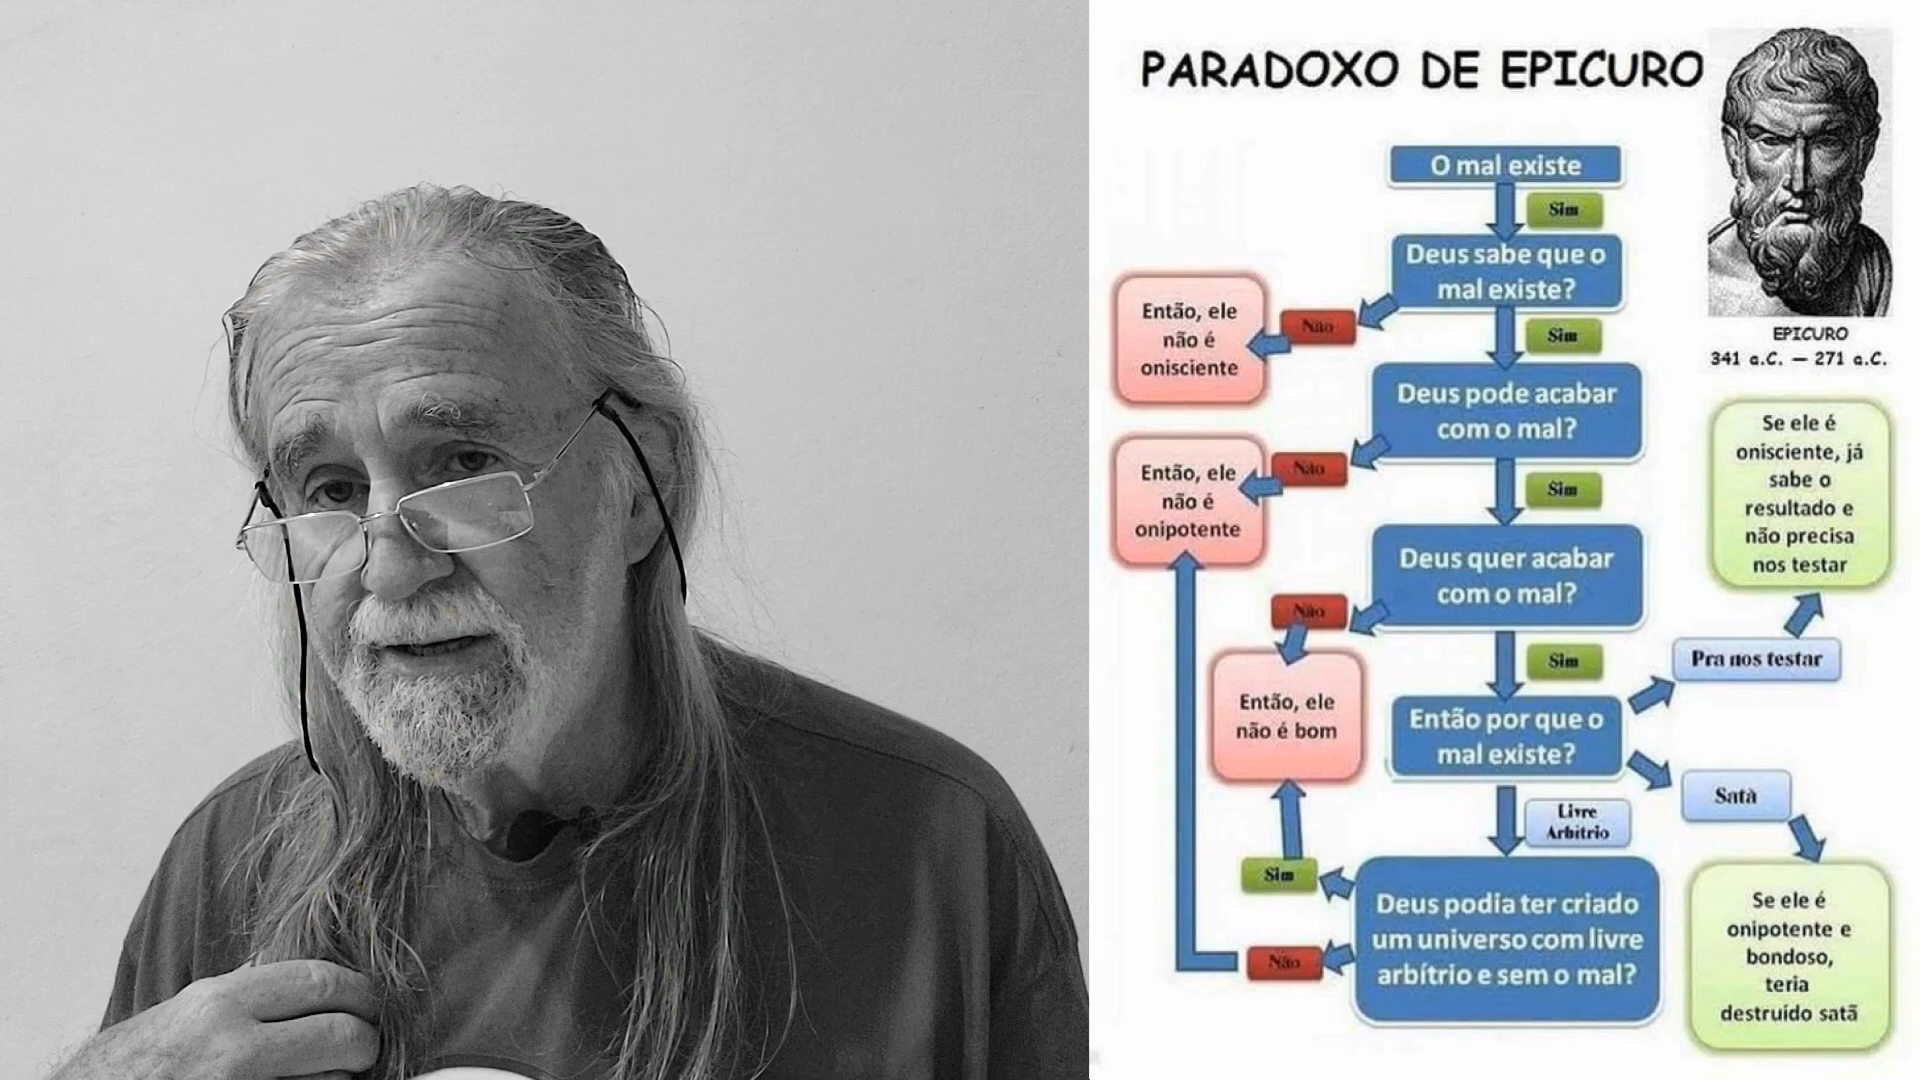 PARADOXO DE EPICURO
O mal existe
Sim
Deus sabe que o
mal existe?
Não
Então, ele
não é
onisciente
Sim
EPICURO
341 a.C. – 271 a.C.
Deus pode acabar
com o mal?
Não
Então, ele
não é
onipotente
Sim
Se ele é
onisciente, já
sabe o
resultado e
não precisa
nos testar
Deus quer acabar
com o mal?
Não
Então, ele
não é bom
Sim
Pra nos testar
Então por que o
mal existe?
Satã
Livre
Arbítrio
Sim
Deus podia ter criado
um universo com livre
arbítrio e sem o mal?
Não
Se ele é
onipotente e
bondoso,
teria
destruído satã